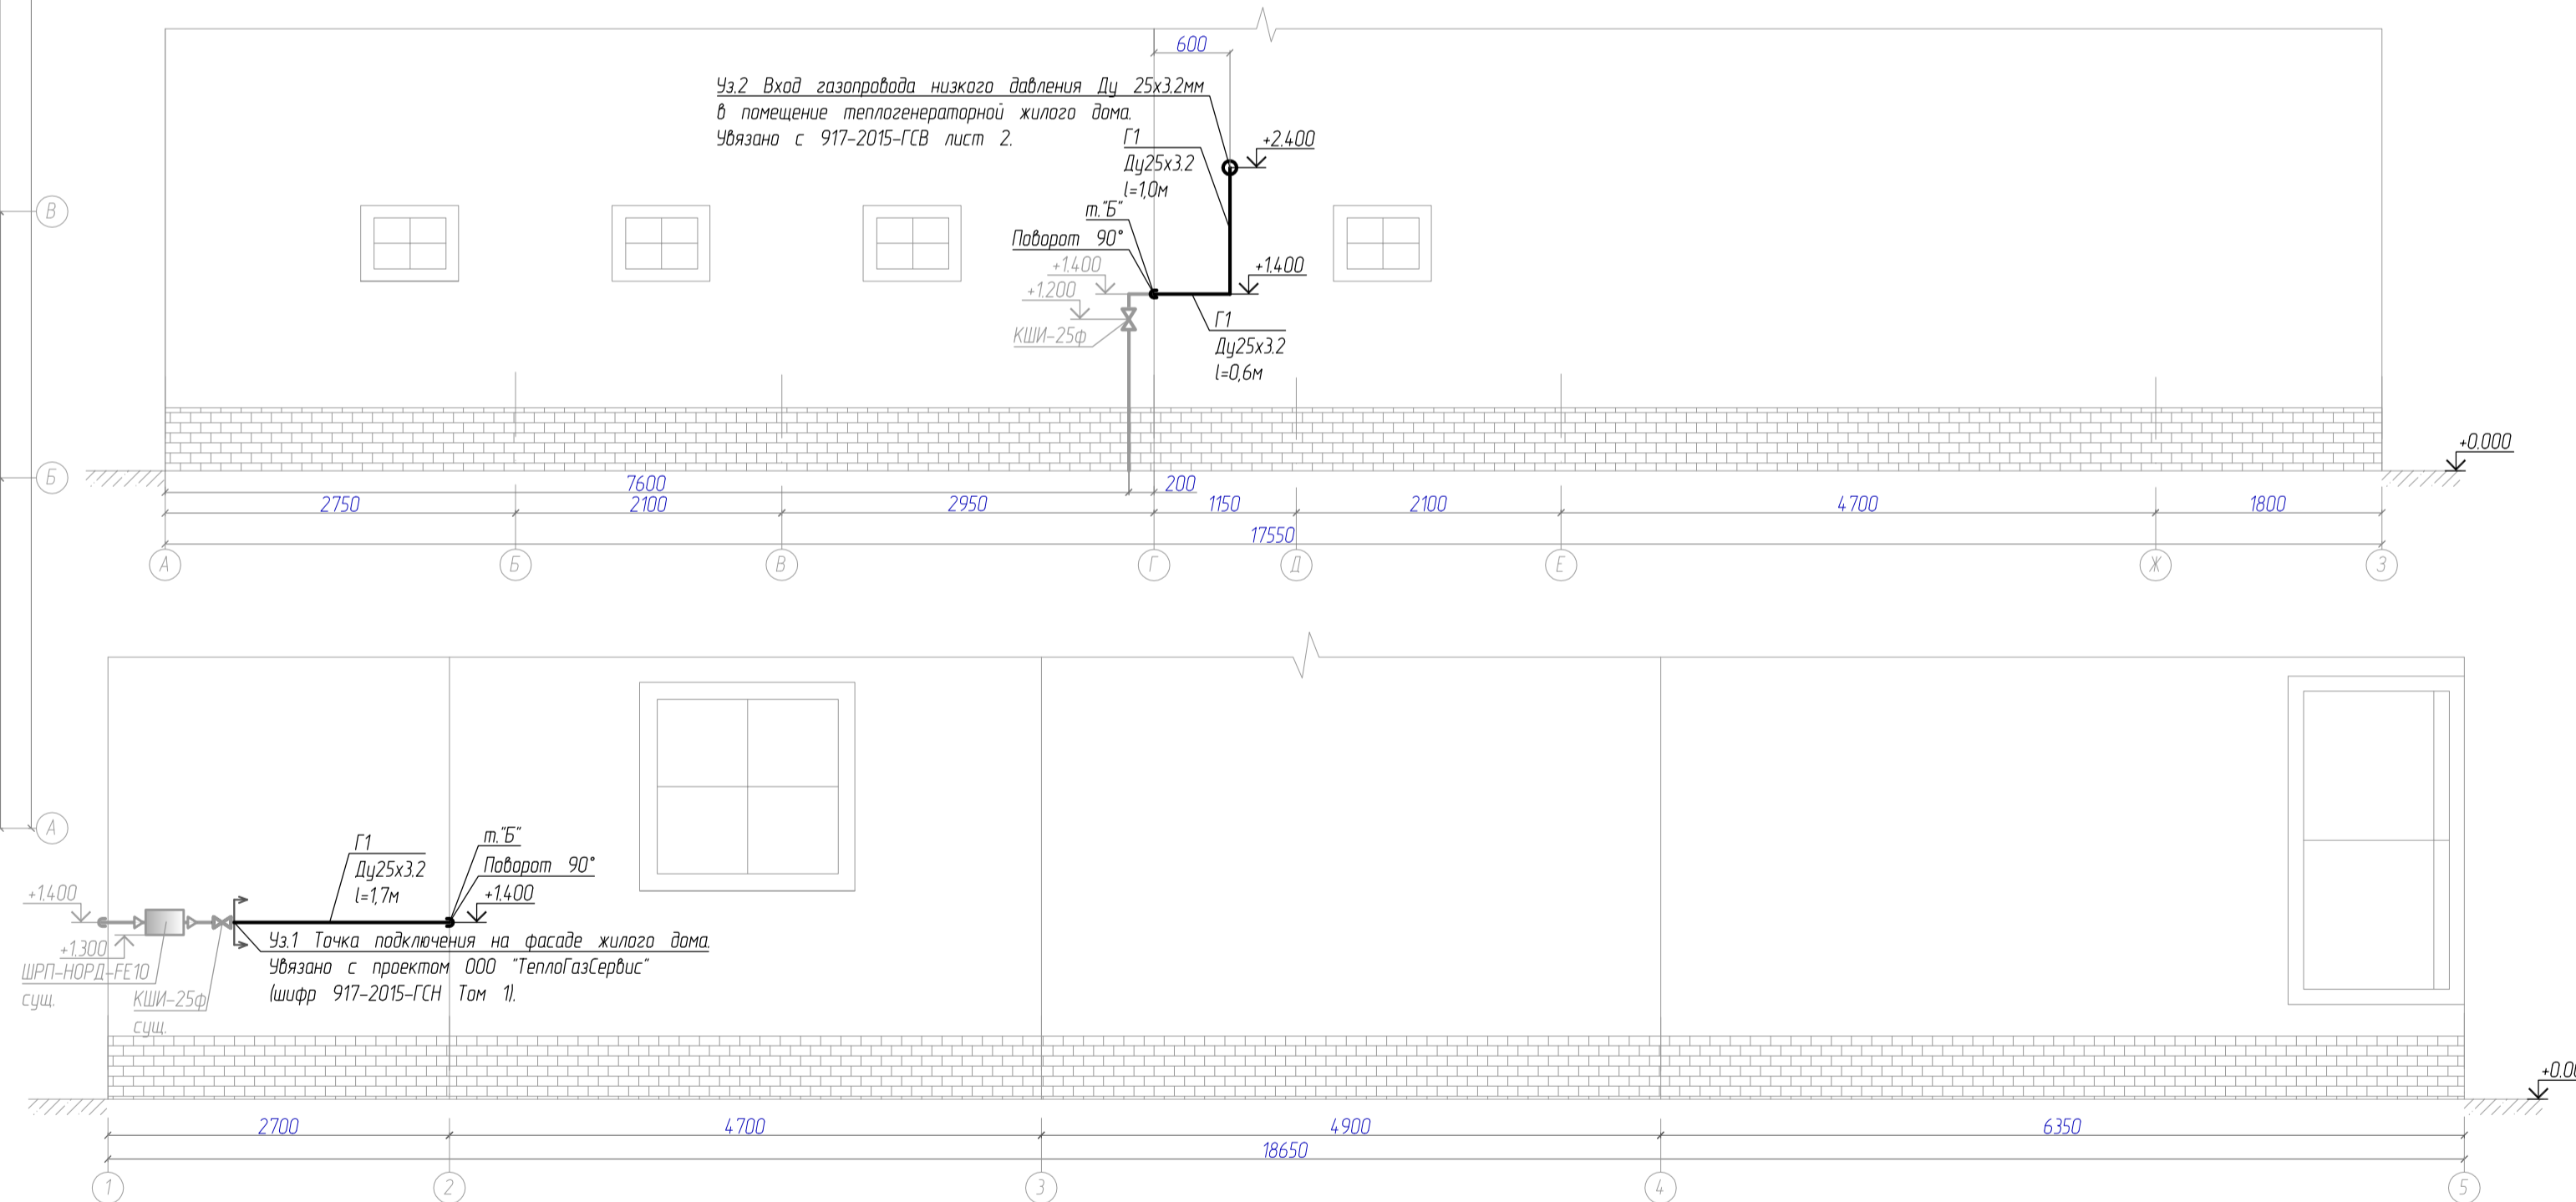 600
Уз.2 Вход газопровода низкого давления Ду 25х3.2мм
в помещение теплогенераторной жилого дома.
Увязано с 917-2015-ГСВ лист 2.
Г1
Ду25х3.2
l=1,0м
+2.400
т."Б"
Поворот 90°
+1.400
+1.200
КШИ-25ф
+1.400
Г1
Ду25х3.2
l=0,6м
В
Б
А
+0.000
7600
200
2750
2100
2950
1150
2100
4700
1800
17550
А
Б
В
Г
Д
Е
Ж
З
Г1
Ду25х3.2
l=1,7м
т."Б"
Поворот 90°
+1.400
+1.400
+1.300
ШРП-НОРД-FE10
сущ.
КШИ-25ф
сущ.
Уз.1 Точка подключения на фасаде жилого дома.
Увязано с проектом ООО "ТеплоГазСервис"
(шифр 917-2015-ГСН Том 1).
2700
4700
4900
6350
18650
1
2
3
4
5